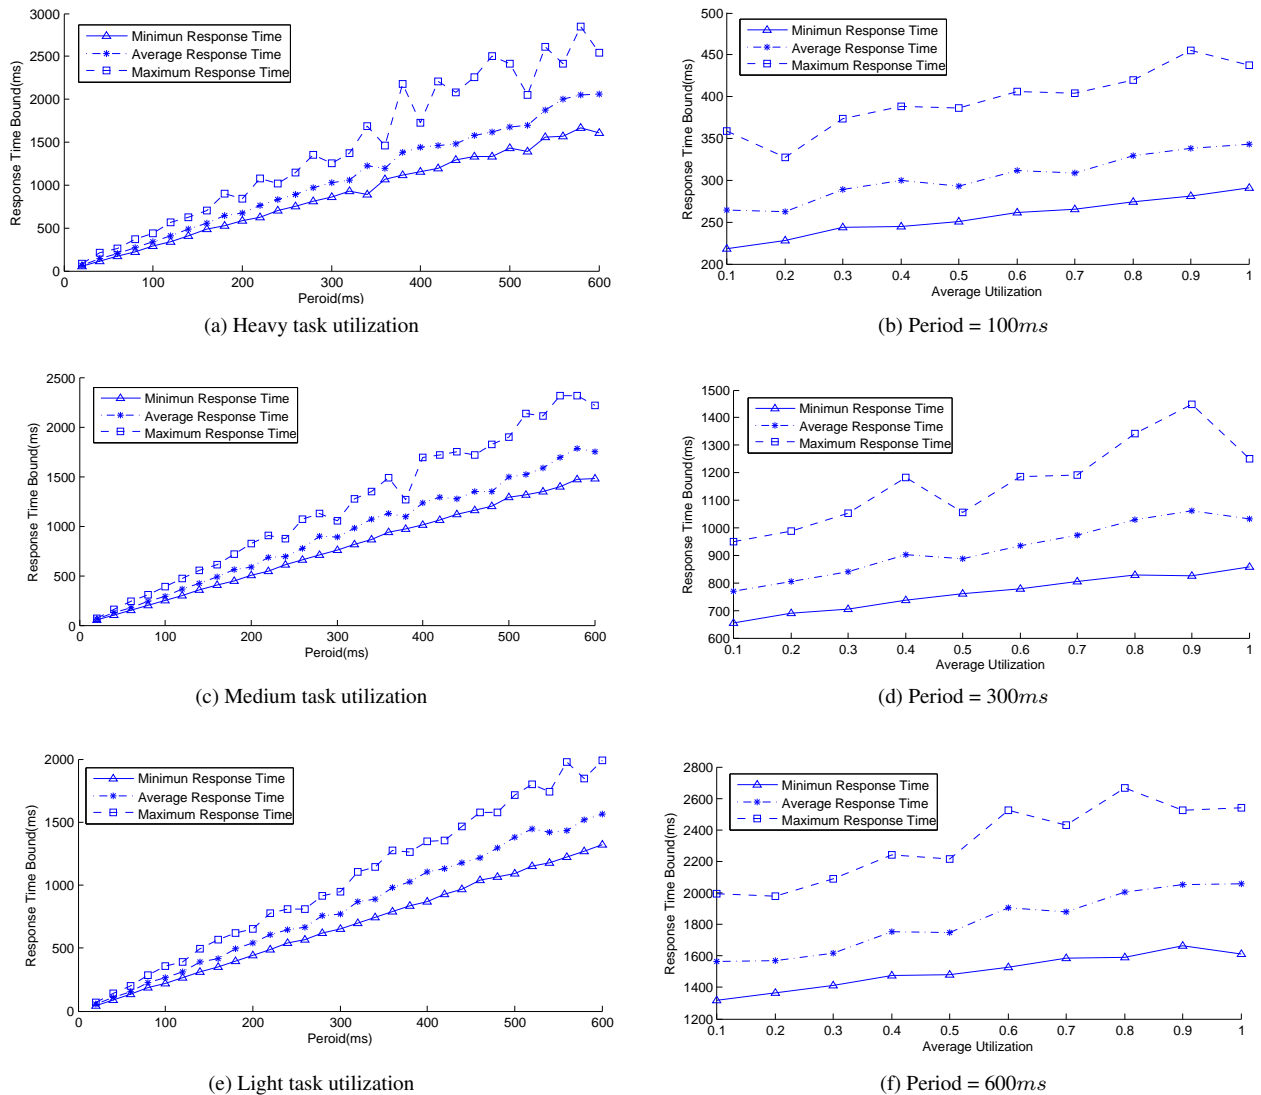 3000
2500
2000
1500
1000
500
0
Response Time Bound(ms)
Minimun Response Time
Average Response Time
Maximum Response Time
0 100 200 300 400 500 600
Peroid(ms)
(a) Heavy task utilization
500
450
400
350
300
250
200
Response Time Bound(ms)
Minimun Response Time
Average Response Time
Maximum Response Time
0.1 0.2 0.3 0.4 0.5 0.6 0.7 0.8 0.9 1
Average Utilization
(b) Period = 100ms
2500
2000
1500
1000
500
0
Response Time Bound(ms)
Minimun Response Time
Average Response Time
Maximum Response Time
0 100 200 300 400 500 600
Peroid(ms)
(c) Medium task utilization
1500
1400
1300
1200
1100
1000
900
800
700
600
Response Time Bound(ms)
Minimun Response Time
Average Response Time
Maximum Response Time
0.1 0.2 0.3 0.4 0.5 0.6 0.7 0.8 0.9 1
Average Utilization
(d) Period = 300ms
2000
1500
1000
500
0
Response Time Bound(ms)
Minimun Response Time
Average Response Time
Maximum Response Time
0 100 200 300 400 500 600
Peroid(ms)
(e) Light task utilization
2800
2600
2400
2200
2000
1800
1600
1400
1200
Response Time Bound(ms)
Minimun Response Time
Average Response Time
Maximum Response Time
0.1 0.2 0.3 0.4 0.5 0.6 0.7 0.8 0.9 1
Average Utilization
(f) Period = 600ms